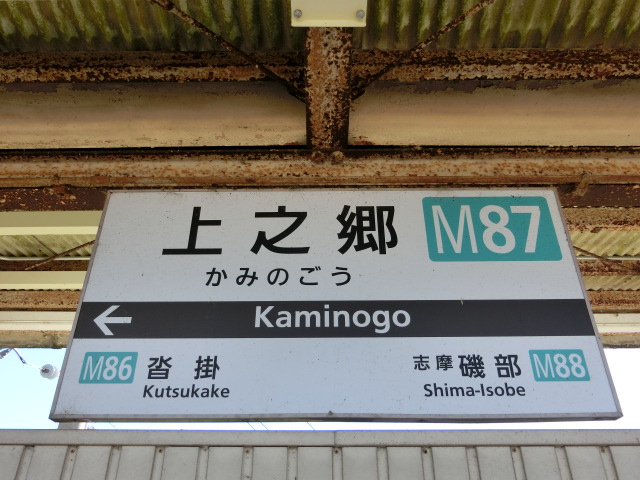 上之郷 M87
かみのごう
← Kaminogo
M86 沓掛 志摩磯部 M88
Kutsukake Shima-Isobe